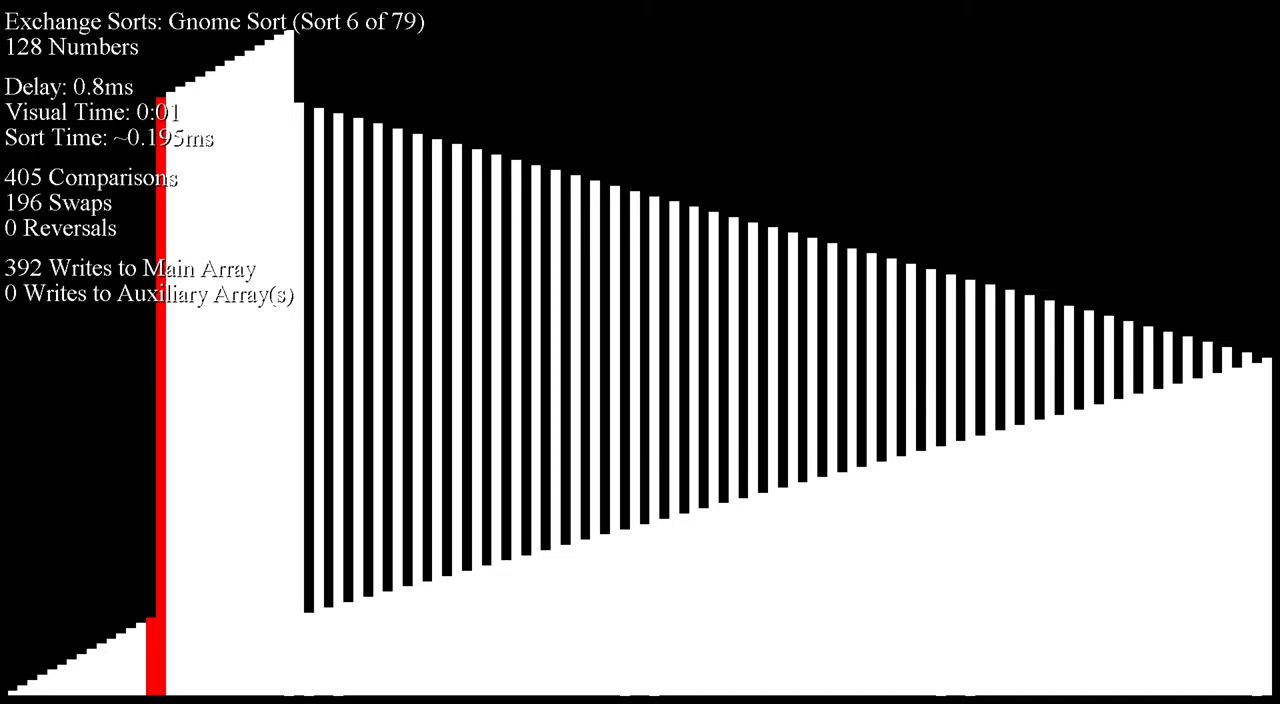 Exchange Sorts: Gnome Sort (Sort 6 of 79)
128 Numbers
Delay: 0.8ms
Visual Time: 0:01
Sort Time: ~0.195ms
405 Comparisons
196 Swaps
0 Reversals
392 Writes to Main Array
0 Writes to Auxiliary Array(s)